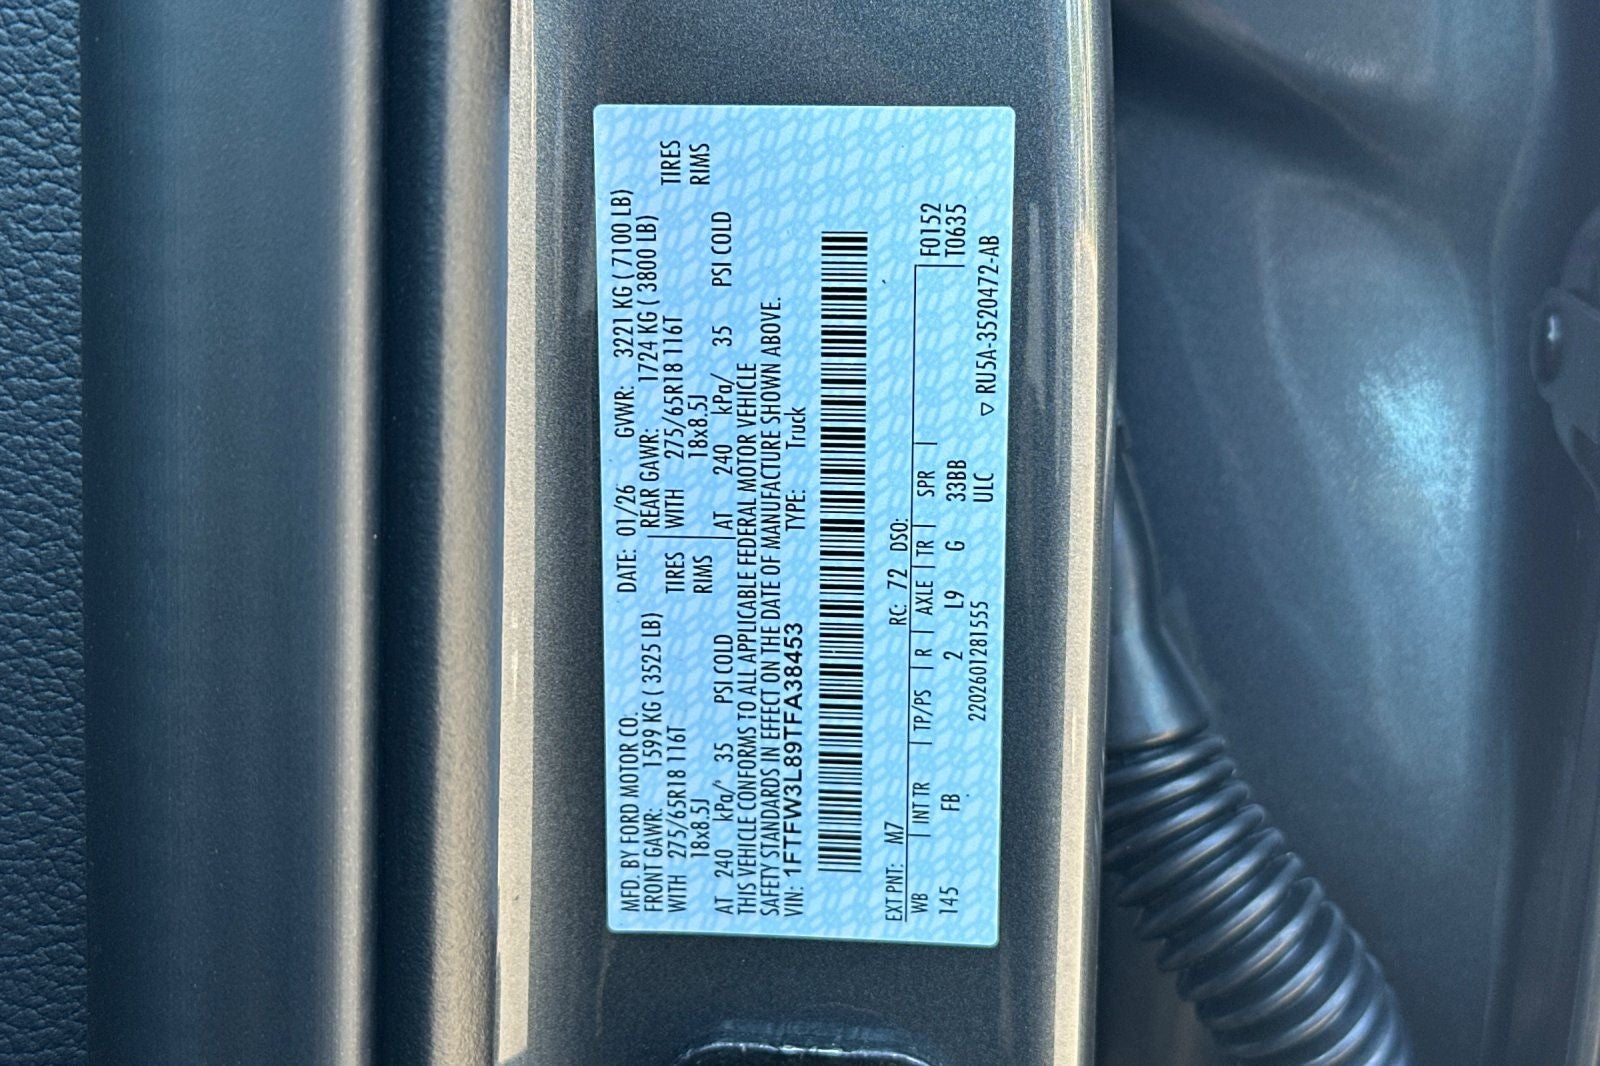 MFD. BY FORD MOTOR CO. DATE: 01/26 GVWR: 3221 KG ( 7100 LB)
FRONT GAWR: 1599 KG ( 3525 LB) REAR GAWR: 1724 KG ( 3800 LB)
WITH 275/65R18 116T TIRES WITH 275/65R18 116T TIRES
18x8.5J RIMS 18x8.5J RIMS
AT 240 kPa/ 35 PSI COLD AT 240 kPa/ 35 PSI COLD
THIS VEHICLE CONFORMS TO ALL APPLICABLE FEDERAL MOTOR VEHICLE
SAFETY STANDARDS IN EFFECT ON THE DATE OF MANUFACTURE SHOWN ABOVE.
VIN: 1FTFW3L89TFA38453 TYPE: Truck
EXT PNT: M7 RC: 72 DSO:
WB INT TR TP/PS R AXLE TR SPR F0152
145 FB 2 L9 G 33BB T0635
2202601281555 ULC ▽ RU5A-3520472-AB